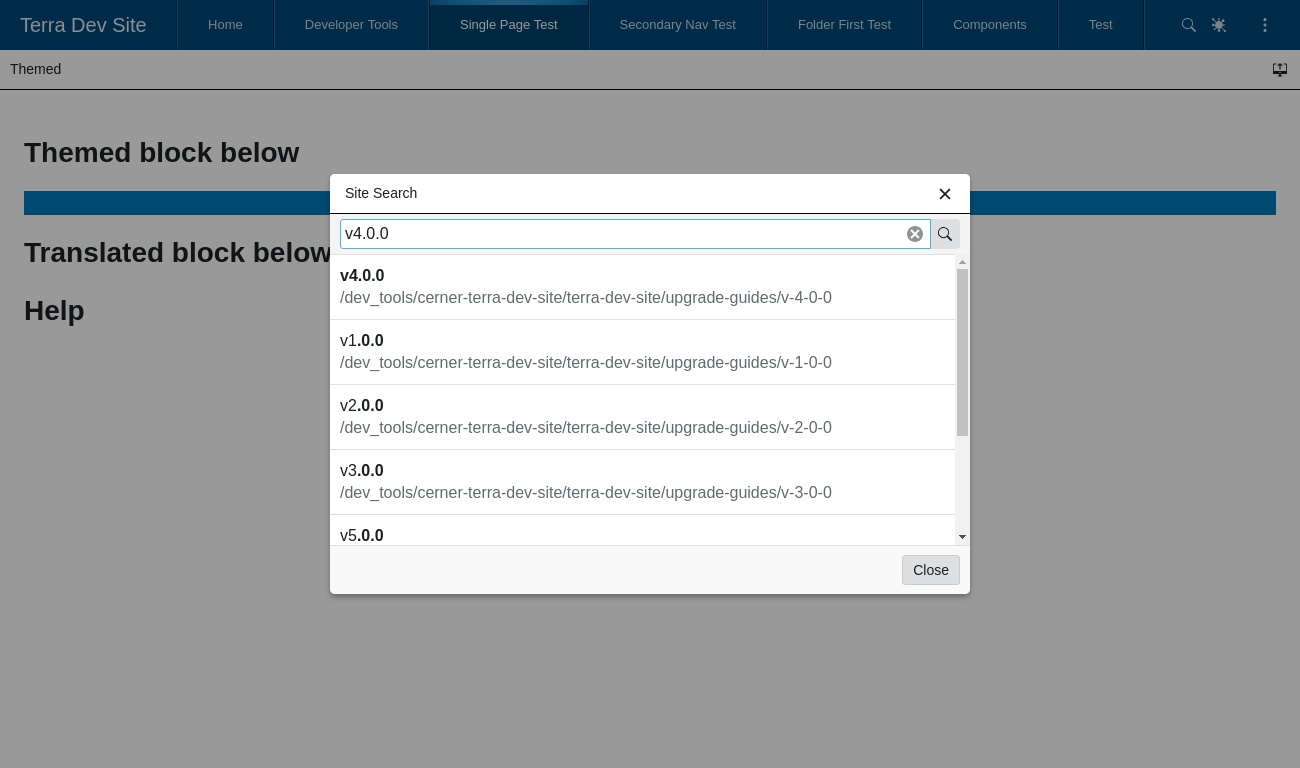 Terra Dev Site
Home
Developer Tools
Single Page Test
Secondary Nav Test
Folder First Test
Components
Test
Themed
Themed block below
Translated block below
Help
Site Search
v4.0.0
v4.0.0
/dev_tools/cerner-terra-dev-site/terra-dev-site/upgrade-guides/v-4-0-0
v1.0.0
/dev_tools/cerner-terra-dev-site/terra-dev-site/upgrade-guides/v-1-0-0
v2.0.0
/dev_tools/cerner-terra-dev-site/terra-dev-site/upgrade-guides/v-2-0-0
v3.0.0
/dev_tools/cerner-terra-dev-site/terra-dev-site/upgrade-guides/v-3-0-0
v5.0.0
Close